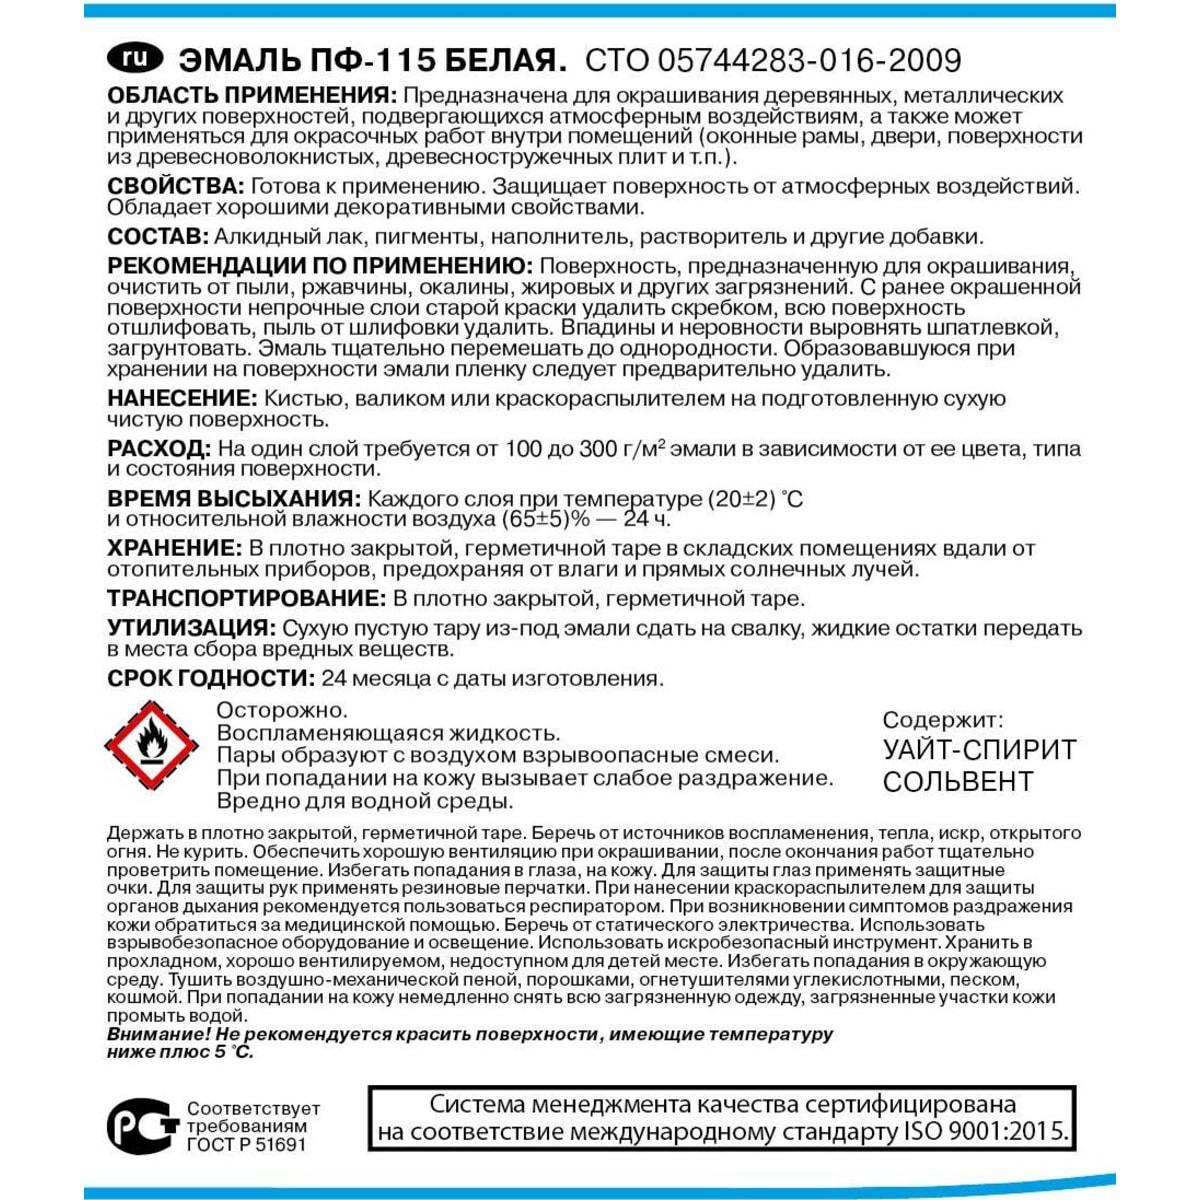 ru ЭМАЛЬ ПФ-115 БЕЛАЯ. СТО 05744283-016-2009
ОБЛАСТЬ ПРИМЕНЕНИЯ: Предназначена для окрашивания деревянных, металлических
и других поверхностей, подвергающихся атмосферным воздействиям, а также может
применяться для окрасочных работ внутри помещений (оконные рамы, двери, поверхности
из древесноволокнистых, древесностружечных плит и т.п.).
СВОЙСТВА: Готова к применению. Защищает поверхность от атмосферных воздействий.
Обладает хорошими декоративными свойствами.
СОСТАВ: Алкидный лак, пигменты, наполнитель, растворитель и другие добавки.
РЕКОМЕНДАЦИИ ПО ПРИМЕНЕНИЮ: Поверхность, предназначенную для окрашивания,
очистить от пыли, ржавчины, окалины, жировых и других загрязнений. С ранее окрашенной
поверхности непрочные слои старой краски удалить скребком, всю поверхность
отшлифовать, пыль от шлифовки удалить. Впадины и неровности выровнять шпатлевкой,
загрунтовать. Эмаль тщательно перемешать до однородности. Образовавшуюся при
хранении на поверхности эмали пленку следует предварительно удалить.
НАНЕСЕНИЕ: Кистью, валиком или краскораспылителем на подготовленную сухую
чистую поверхность.
РАСХОД: На один слой требуется от 100 до 300 г/м² эмали в зависимости от ее цвета, типа
и состояния поверхности.
ВРЕМЯ ВЫСЫХАНИЯ: Каждого слоя при температуре (20±2) °С
и относительной влажности воздуха (65±5)% — 24 ч.
ХРАНЕНИЕ: В плотно закрытой, герметичной таре в складских помещениях вдали от
отопительных приборов, предохраняя от влаги и прямых солнечных лучей.
ТРАНСПОРТИРОВАНИЕ: В плотно закрытой, герметичной таре.
УТИЛИЗАЦИЯ: Сухую пустую тару из-под эмали сдать на свалку, жидкие остатки передать
в места сбора вредных веществ.
СРОК ГОДНОСТИ: 24 месяца с даты изготовления.
Осторожно.
Воспламеняющаяся жидкость.
Пары образуют с воздухом взрывоопасные смеси.
При попадании на кожу вызывает слабое раздражение.
Вредно для водной среды.
Содержит:
УАЙТ-СПИРИТ
СОЛЬВЕНТ
Держать в плотно закрытой, герметичной таре. Беречь от источников воспламенения, тепла, искр, открытого
огня. Не курить. Обеспечить хорошую вентиляцию при окрашивании, после окончания работ тщательно
проветрить помещение. Избегать попадания в глаза, на кожу. Для защиты глаз применять защитные
очки. Для защиты рук применять резиновые перчатки. При нанесении краскораспылителем для защиты
органов дыхания рекомендуется пользоваться респиратором. При возникновении симптомов раздражения
кожи обратиться за медицинской помощью. Беречь от статического электричества. Использовать
взрывобезопасное оборудование и освещение. Использовать искробезопасный инструмент. Хранить в
прохладном, хорошо вентилируемом, недоступном для детей месте. Избегать попадания в окружающую
среду. Тушить воздушно-механической пеной, порошками, огнетушителями углекислотными, песком,
кошмой. При попадании на кожу немедленно снять всю загрязненную одежду, загрязненные участки кожи
промыть водой.
Внимание! Не рекомендуется красить поверхности, имеющие температуру
ниже плюс 5 °С.
РСТ
Соответствует
требованиям
ГОСТ Р 51691
Система менеджмента качества сертифицирована
на соответствие международному стандарту ISO 9001:2015.